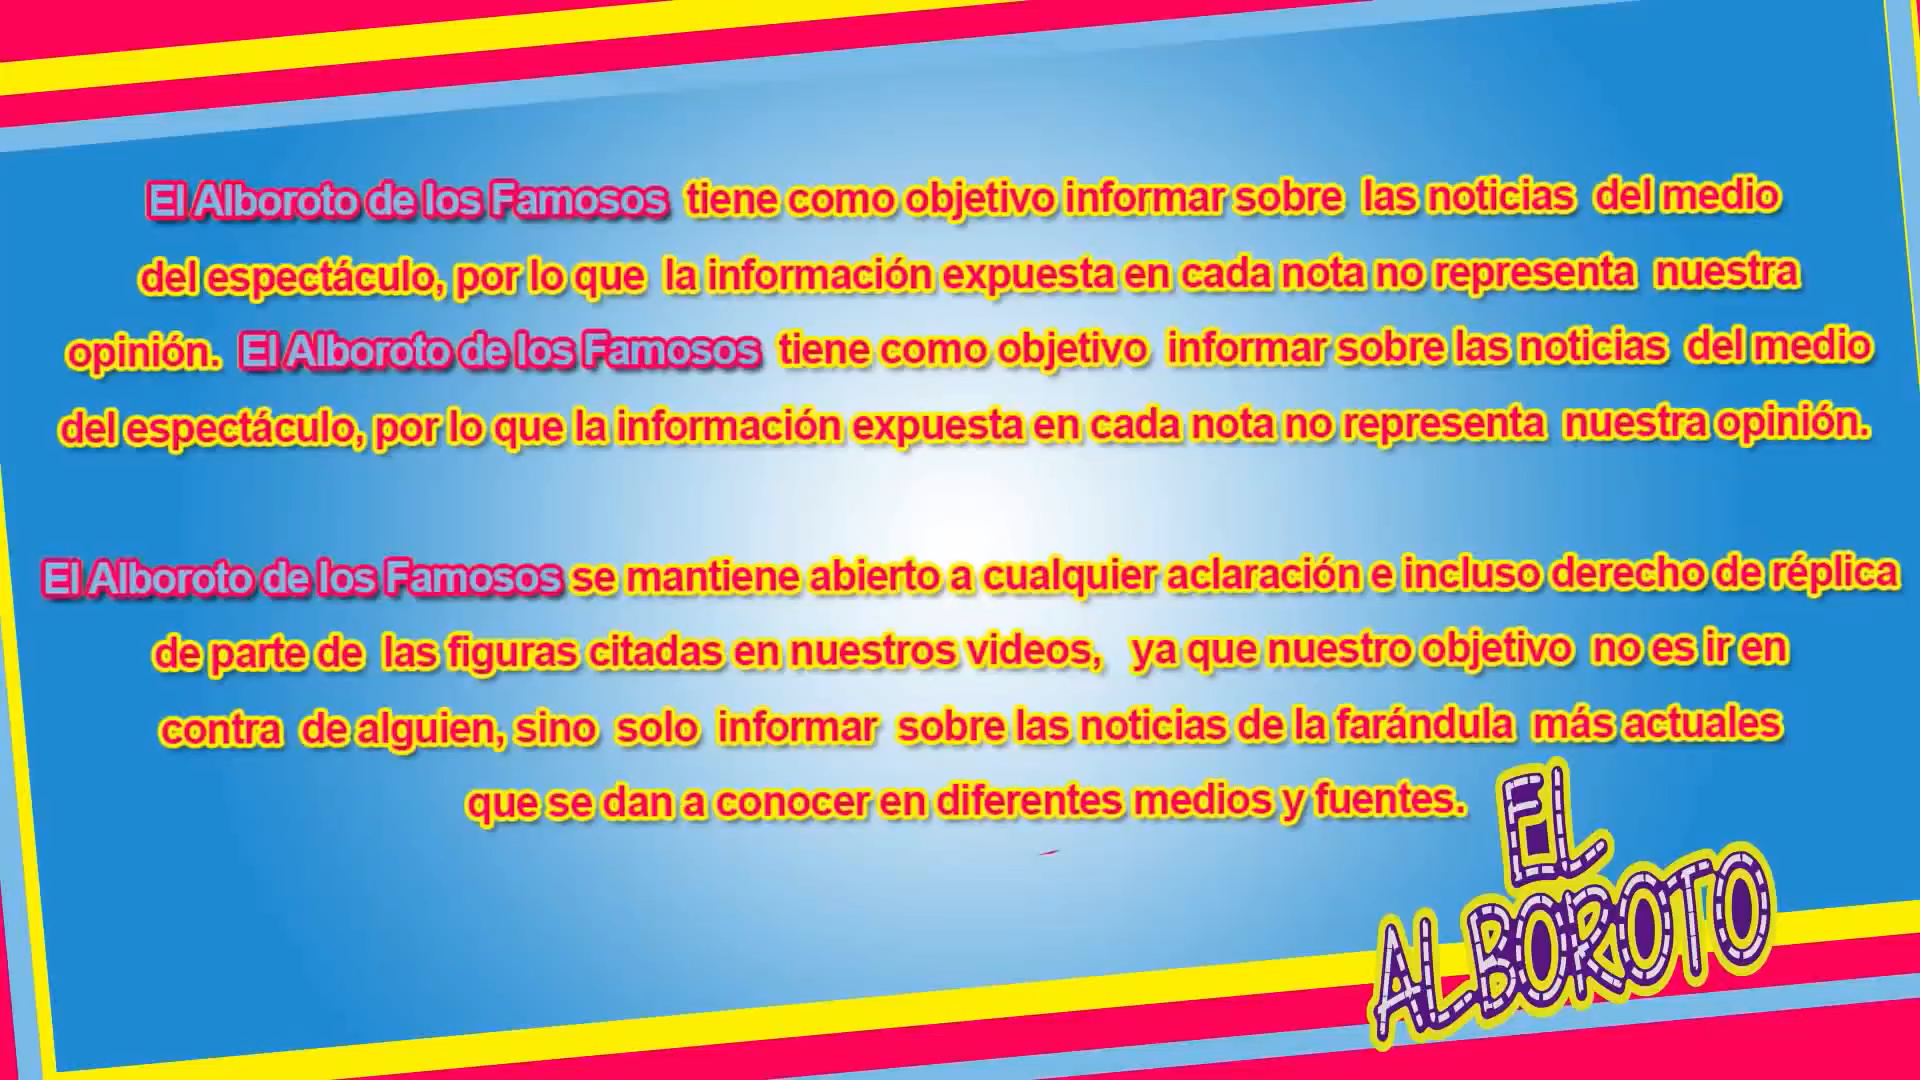 El Alboroto de los Famosos tiene como objetivo informar sobre las noticias del medio
del espectáculo, por lo que la información expuesta en cada nota no representa nuestra
opinión. El Alboroto de los Famosos tiene como objetivo informar sobre las noticias del medio
del espectáculo, por lo que la información expuesta en cada nota no representa nuestra opinión.
El Alboroto de los Famosos se mantiene abierto a cualquier aclaración e incluso derecho de réplica
de parte de las figuras citadas en nuestros videos, ya que nuestro objetivo no es ir en
contra de alguien, sino solo informar sobre las noticias de la farándula más actuales
que se dan a conocer en diferentes medios y fuentes.
EL
ALBOROTO